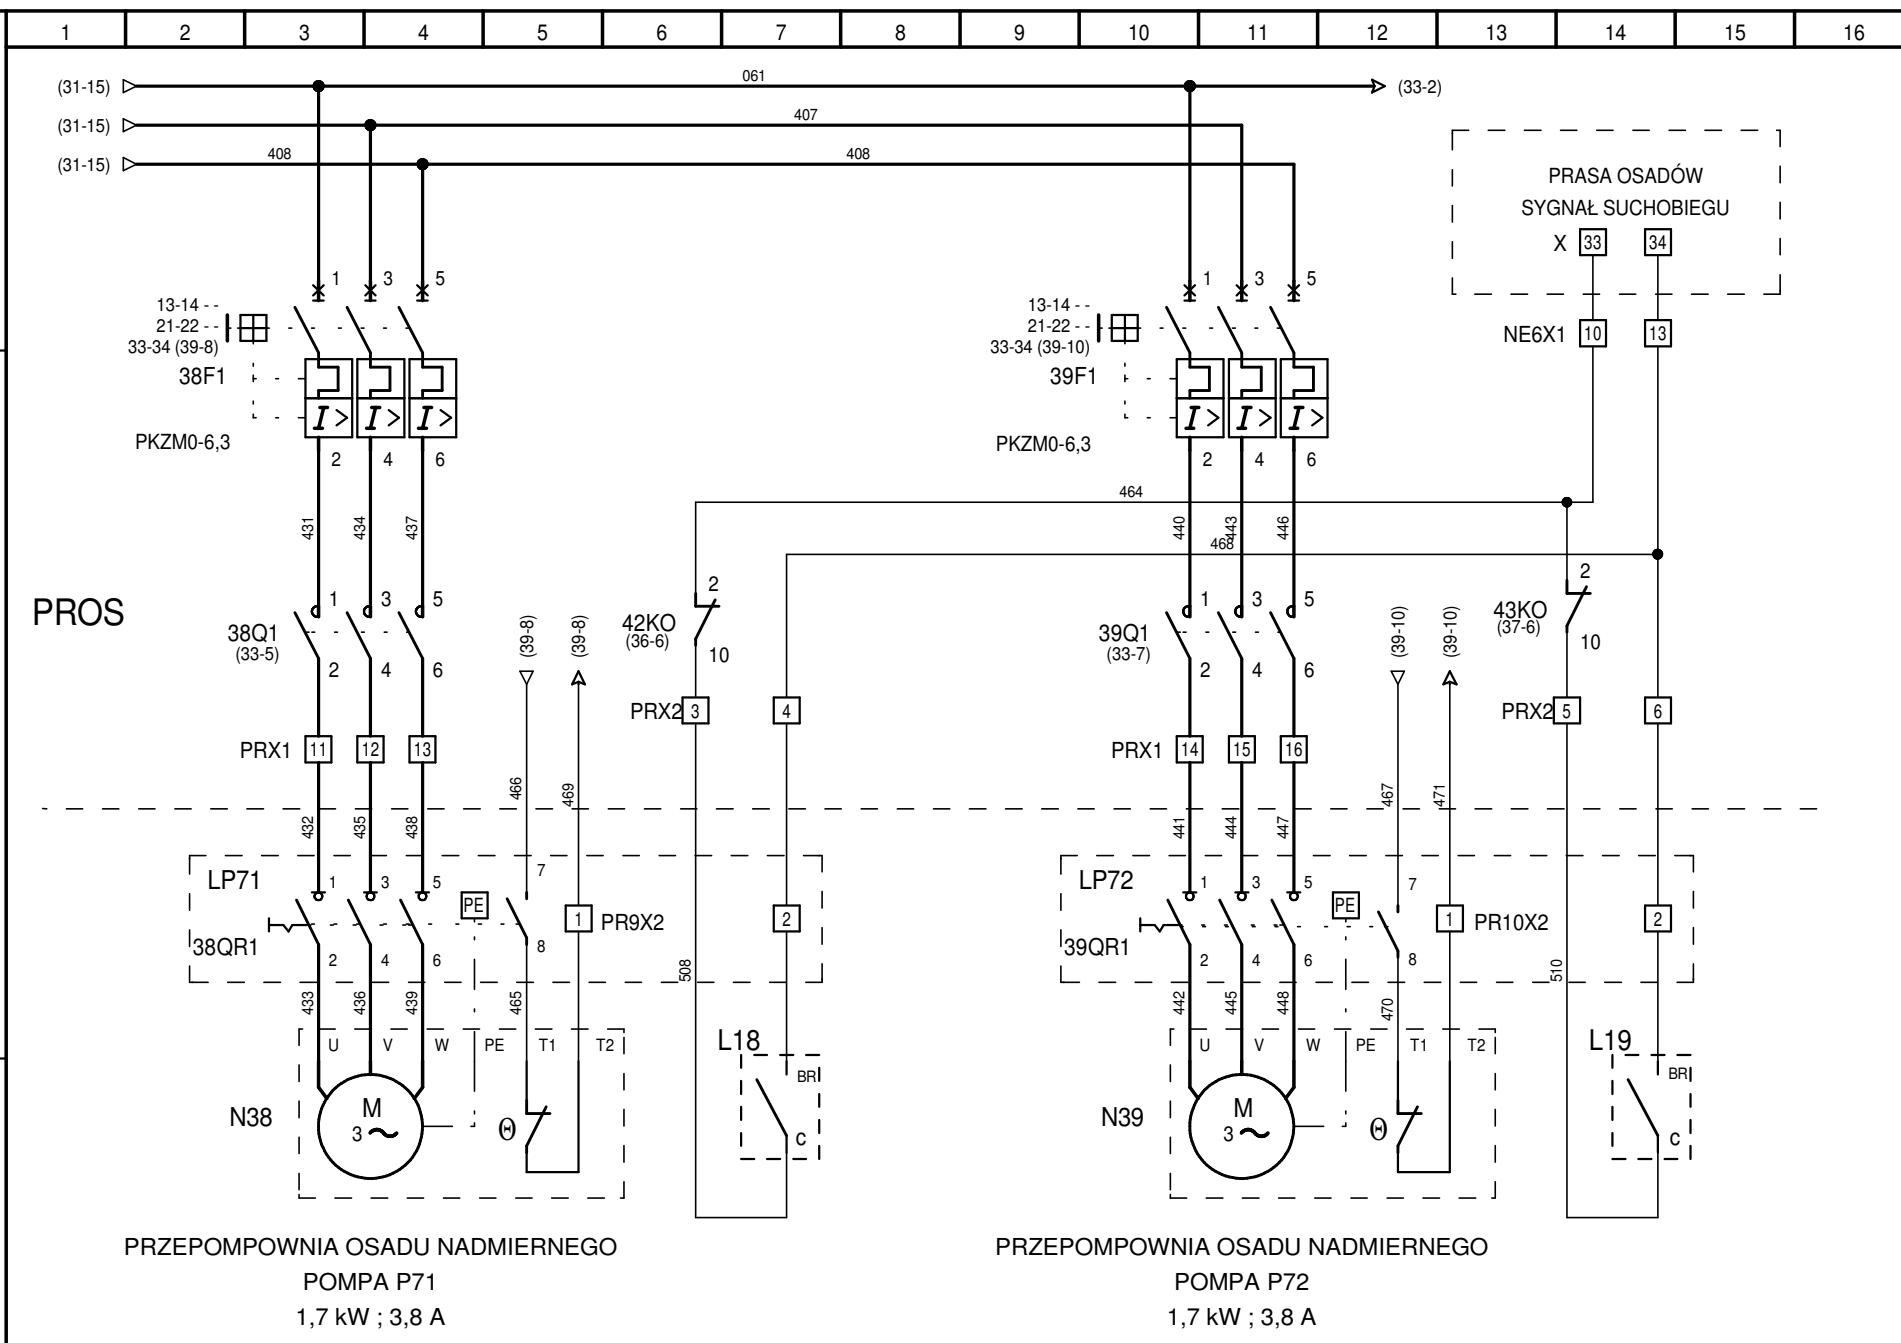 1 2 3 4 5 6 7 8 9 10 11 12 13 14 15 16
(31-15) 061 (33-2)
(31-15) 407
(31-15) 408 408
PRASA OSADÓW
SYGNAŁ SUCHOBIEGU
X 33 34
1 3 5 1 3 5
13-14 13-14
21-22 21-22
33-34 (39-8) 33-34 (39-10)
NE6X1 10 13
38F1 39F1
I > I > I > I > I > I >
PKZM0-6,3 PKZM0-6,3
2 4 6 2 4 6
464
431 434 437 440 443 446
468
PROS
2 2
1 3 5 1 3 5
38Q1 (39-8) (39-8) 42KO 39Q1 (39-10) (39-10) 43KO
(33-5) (36-6) (33-7) (37-6)
10 10
2 4 6 2 4 6
PRX2 3 4 PRX2 5 6
PRX1 11 12 13 PRX1 14 15 16
466 469 467 471
432 435 438 441 444 447
LP71 1 3 5 7 LP72 1 3 5 7
PE PE
1 PR9X2 2 1 PR10X2 2
38QR1 39QR1
2 4 6 8 2 4 6 8
508 510
433 436 439 465 442 445 448 470
U V W PE T1 T2 L18 U V W PE T1 T2 L19
BR BR
N38 M 3 Θ N39 M 3 Θ
C C
PRZEPOMPOWNIA OSADU NADMIERNEGO PRZEPOMPOWNIA OSADU NADMIERNEGO
POMPA P71 POMPA P72
1,7 kW ; 3,8 A 1,7 kW ; 3,8 A